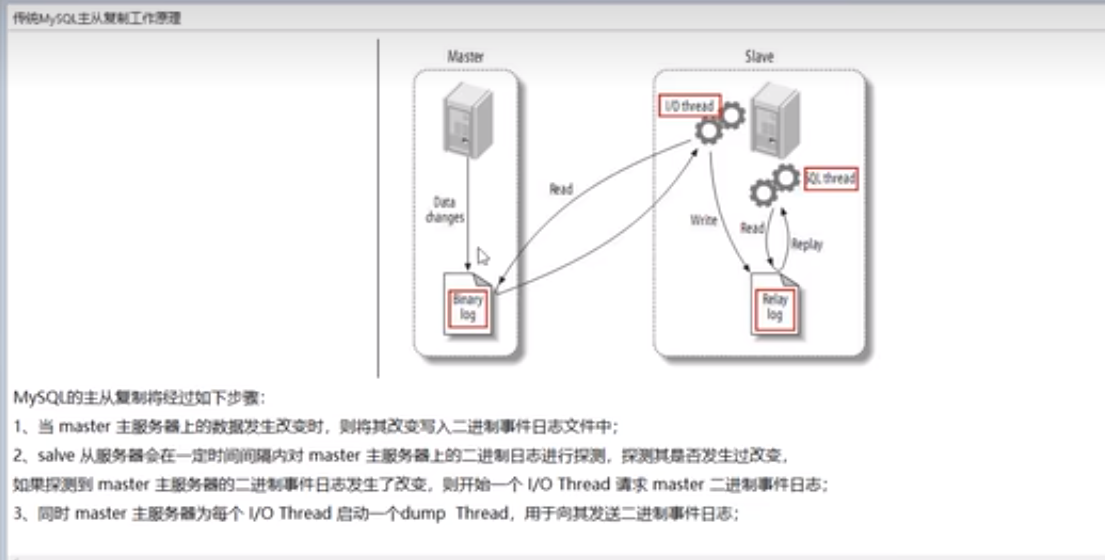 传统MySQL主从复制工作原理
Master
Slave
I/O thread
SQL thread
Read
Data
changes
Write
Read
Replay
Binary
log
Relay
log
MySQL的主从复制将经过如下步骤：
1、当 master 主服务器上的数据发生改变时，则将其改变写入二进制事件日志文件中；
2、salve 从服务器会在一定时间间隔内对 master 主服务器上的二进制日志进行探测，探测其是否发生过改变，
如果探测到 master 主服务器的二进制事件日志发生了改变，则开始一个 I/O Thread 请求 master 二进制事件日志；
3、同时 master 主服务器为每个 I/O Thread 启动一个dump  Thread，用于向其发送二进制事件日志；